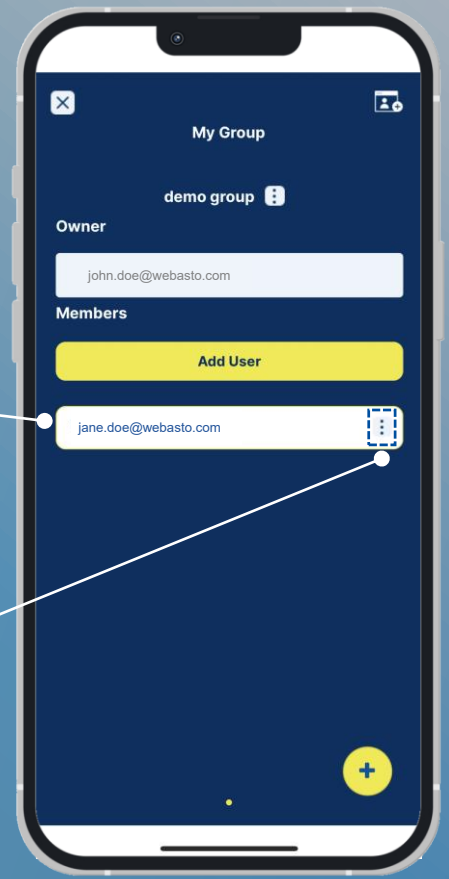 My Group
demo group
Owner
john.doe@webasto.com
Members
Add User
jane.doe@webasto.com